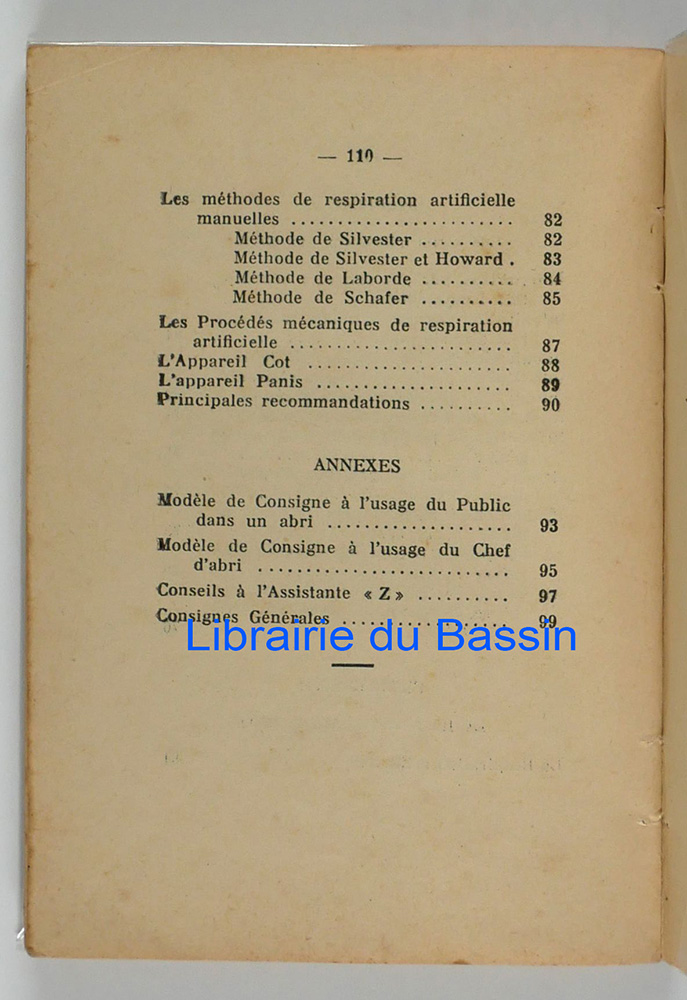 — 110 —
Les méthodes de respiration artificielle
manuelles ........................ 82
Méthode de Silvester .......... 82
Méthode de Silvester et Howard . 83
Méthode de Laborde .......... 84
Méthode de Schafer .......... 85
Les Procédés mécaniques de respiration
artificielle ........................ 87
L'Appareil Cot ...................... 88
L'appareil Panis ..................... 89
Principales recommandations .......... 90
ANNEXES
Modèle de Consigne à l'usage du Public
dans un abri .................... 93
Modèle de Consigne à l'usage du Chef
d'abri ........................... 95
Conseils à l'Assistante « Z » .......... 97
Consignes Générales .................. 99
Librairie du Bassin